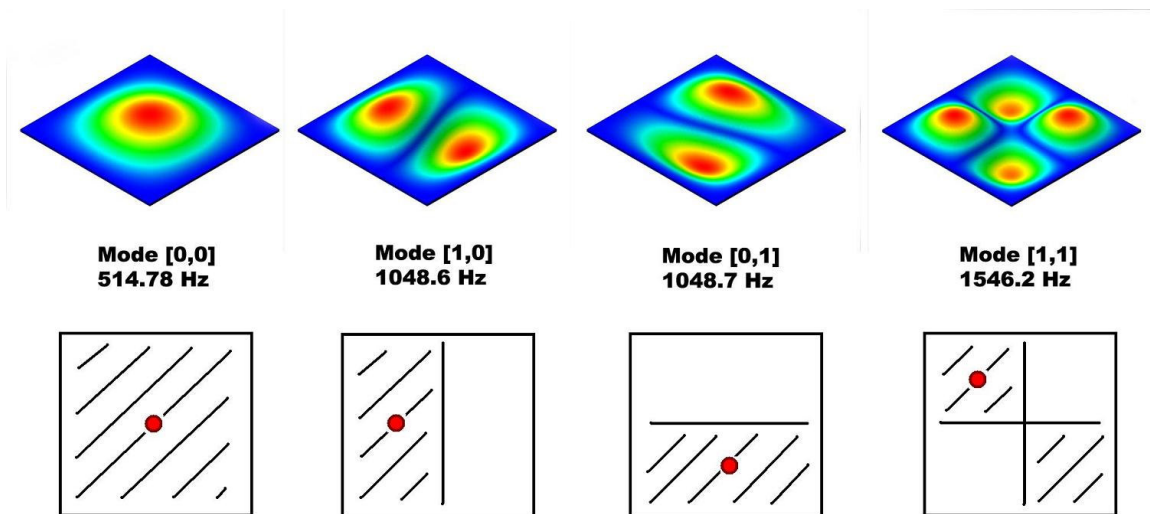 Mode [0,0]
514.78 Hz
Mode [1,0]
1048.6 Hz
Mode [0,1]
1048.7 Hz
Mode [1,1]
1546.2 Hz